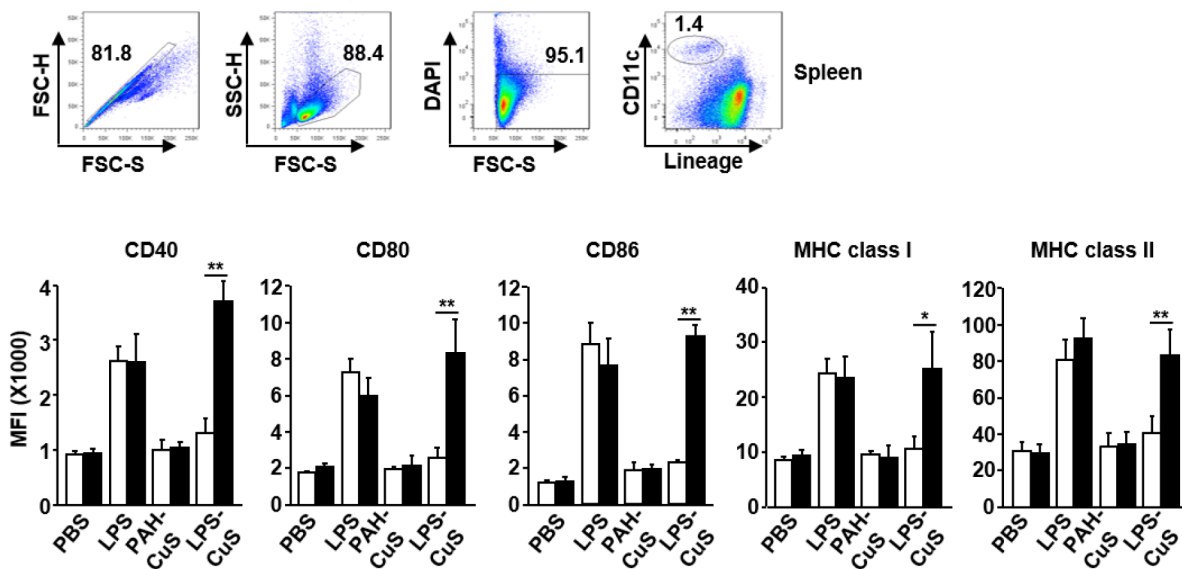 81.8
FSC-H
FSC-S
88.4
SSC-H
FSC-S
95.1
DAPI
FSC-S
1.4
CD11c
Lineage
Spleen
CD40
MFI (X1000)
4
3
2
1
0
**
PBS
LPS
PAH-
CuS
LPS-
CuS
CD80
12
10
8
6
4
2
0
**
PBS
LPS
PAH-
CuS
LPS-
CuS
CD86
12
10
8
6
4
2
0
**
PBS
LPS
PAH-
CuS
LPS-
CuS
MHC class I
40
30
20
10
0
*
PBS
LPS
PAH-
CuS
LPS-
CuS
MHC class II
120
100
80
60
40
20
0
**
PBS
LPS
PAH-
CuS
LPS-
CuS